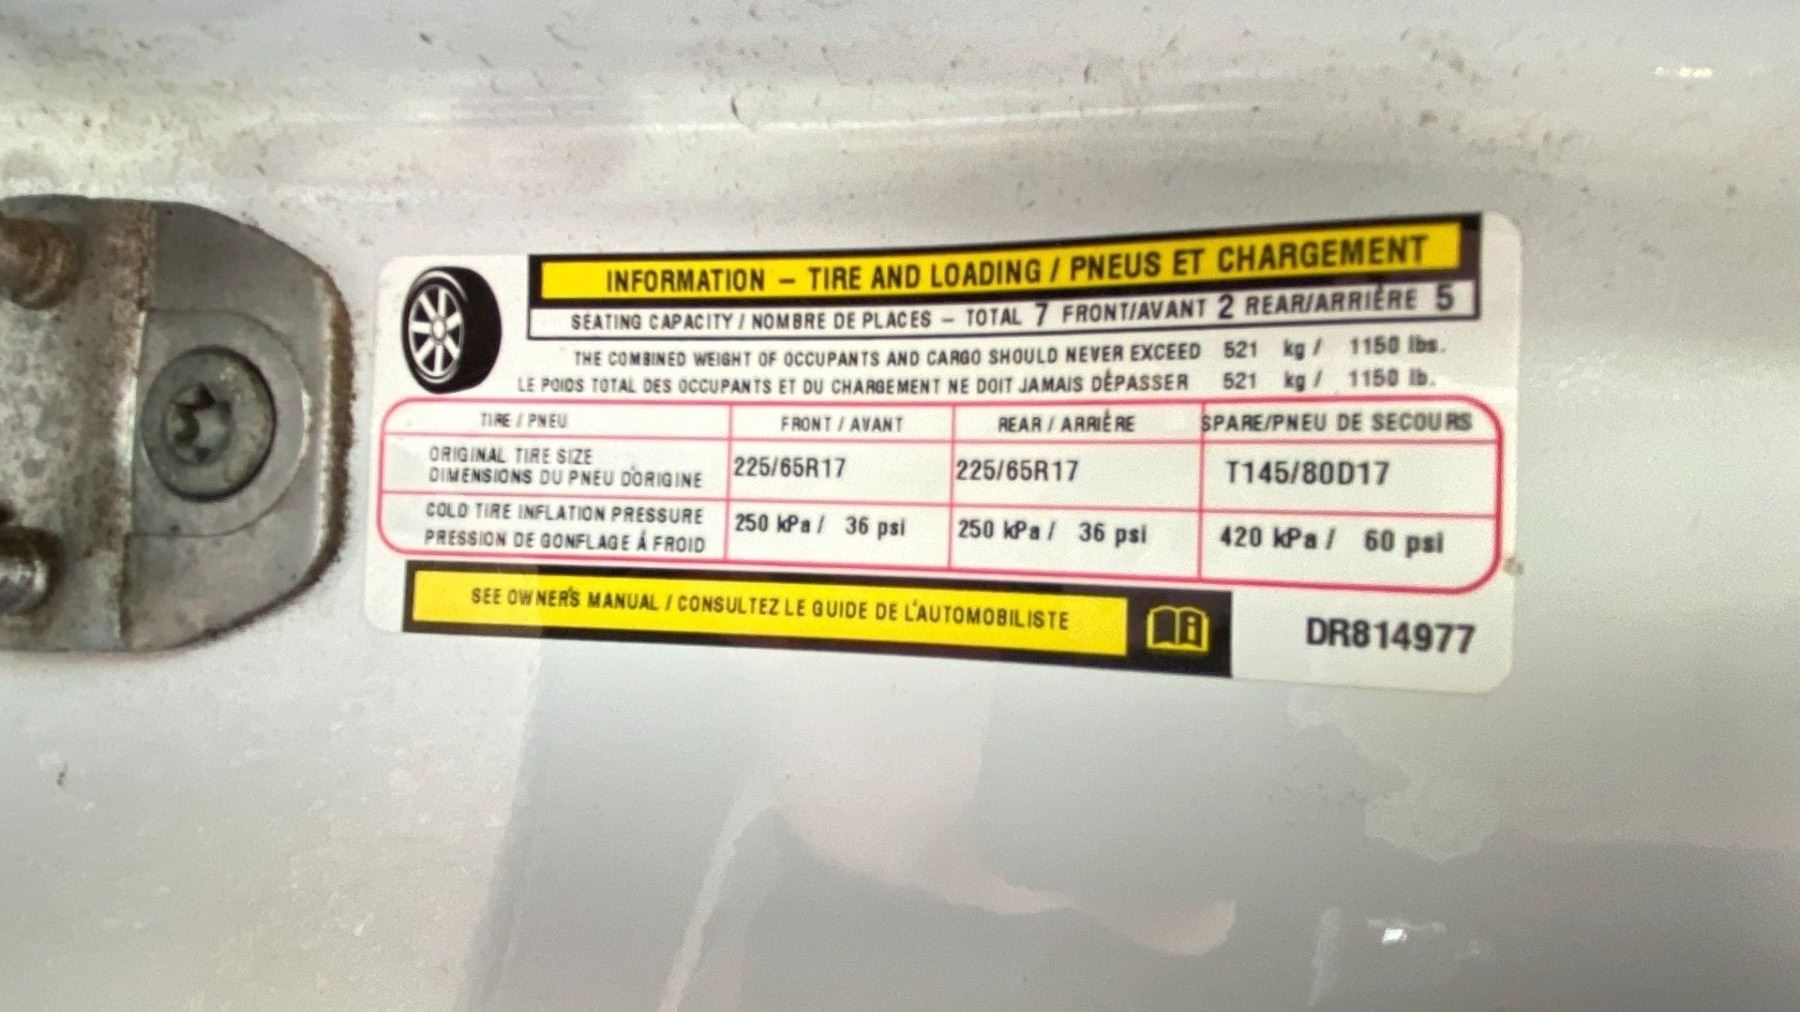 INFORMATION – TIRE AND LOADING / PNEUS ET CHARGEMENT
SEATING CAPACITY / NOMBRE DE PLACES – TOTAL 7 FRONT/AVANT 2 REAR/ARRIÈRE 5
THE COMBINED WEIGHT OF OCCUPANTS AND CARGO SHOULD NEVER EXCEED 521 kg / 1150 lbs.
LE POIDS TOTAL DES OCCUPANTS ET DU CHARGEMENT NE DOIT JAMAIS DÉPASSER 521 kg / 1150 lb.
TIRE / PNEU FRONT / AVANT REAR / ARRIÈRE SPARE/PNEU DE SECOURS
ORIGINAL TIRE SIZE
DIMENSIONS DU PNEU D'ORIGINE 225/65R17 225/65R17 T145/80D17
COLD TIRE INFLATION PRESSURE
PRESSION DE GONFLAGE À FROID 250 kPa / 36 psi 250 kPa / 36 psi 420 kPa / 60 psi
SEE OWNER'S MANUAL / CONSULTEZ LE GUIDE DE L'AUTOMOBILISTE
DR814977